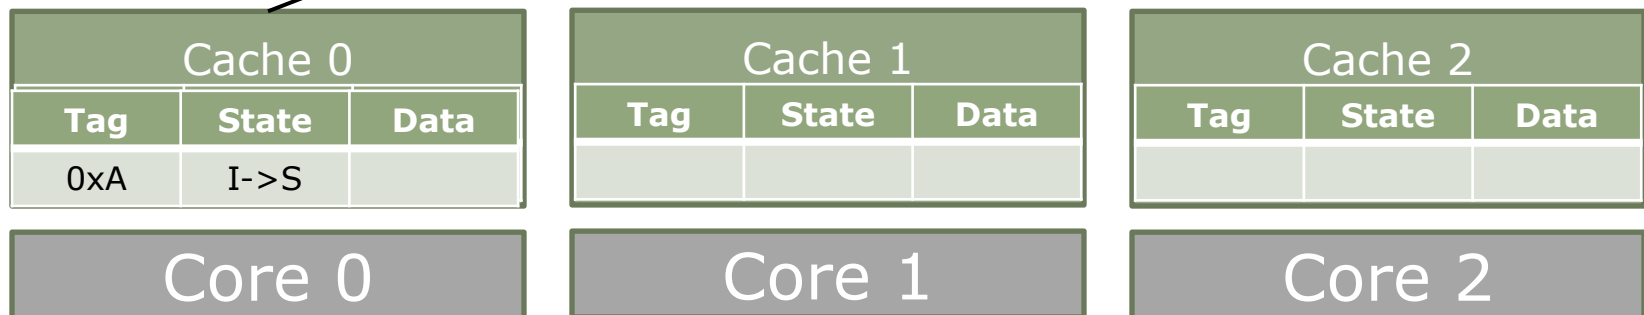 Cache 0
Tag State Data
0xA I->S
Core 0
Cache 1
Tag State Data
Core 1
Cache 2
Tag State Data
Core 2